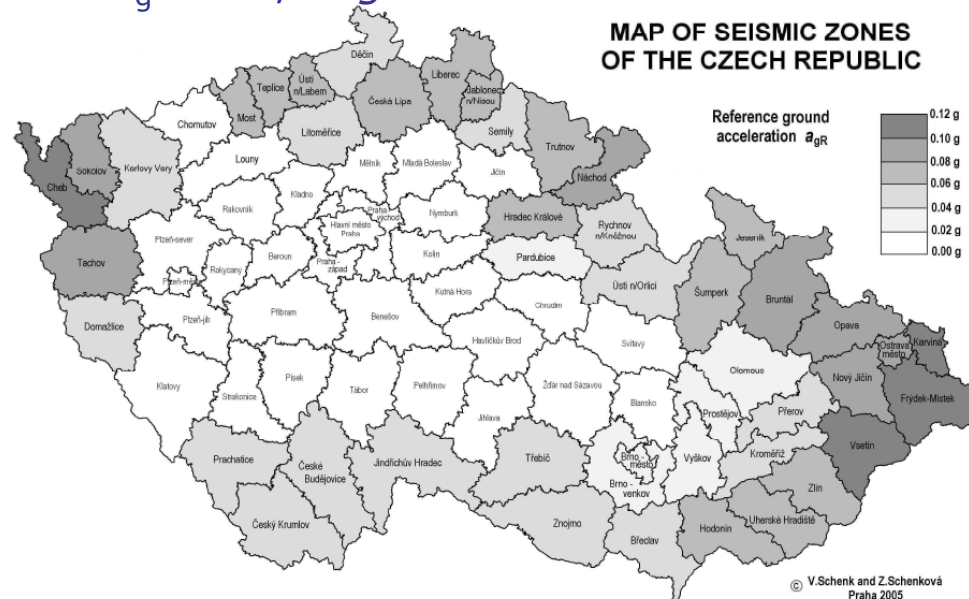 MAP OF SEISMIC ZONES
OF THE CZECH REPUBLIC
Reference ground
acceleration agR
0.12 g
0.10 g
0.08 g
0.06 g
0.04 g
0.02 g
0.00 g
Děčín
Liberec
Ústí
n/Labem
Teplice
Jablonec
n/Nisou
Česká Lípa
Most
Chomutov
Litoměřice
Semily
Trutnov
Louny
Mělník
Mladá Boleslav
Jičín
Sokolov
Karlovy Vary
Cheb
Náchod
Kladno
Rakovník
Praha
východ
Nymburk
Hradec Králové
Rychnov
n/Kněžnou
Hlavní město
Praha
Jeseník
Plzeň-sever
Kolín
Pardubice
Beroun
Praha -
západ
Tachov
Rokycany
Plzeň-měs
Ústí n/Orlicí
Šumperk
Bruntál
Kutná Hora
Chrudim
Opava
Příbram
Benešov
Domažlice
Plzeň-jih
Havlíčkův Brod
Svitavy
Karviná
Ostrava
město
Olomouc
Nový Jičín
Písek
Tábor
Pelhřimov
Žďár nad Sázavou
Klatovy
Strakonice
Frýdek-Místek
Jihlava
Blansko
Prostějov
Přerov
Vsetín
Prachatice
České
Budějovice
Jindřichův Hradec
Třebíč
Brno -
město
Vyškov
Kroměříž
Brno -
venkov
Zlín
Český Krumlov
Znojmo
Uherské Hradiště
Hodonín
Břeclav
© V.Schenk and Z.Schenková
Praha 2005